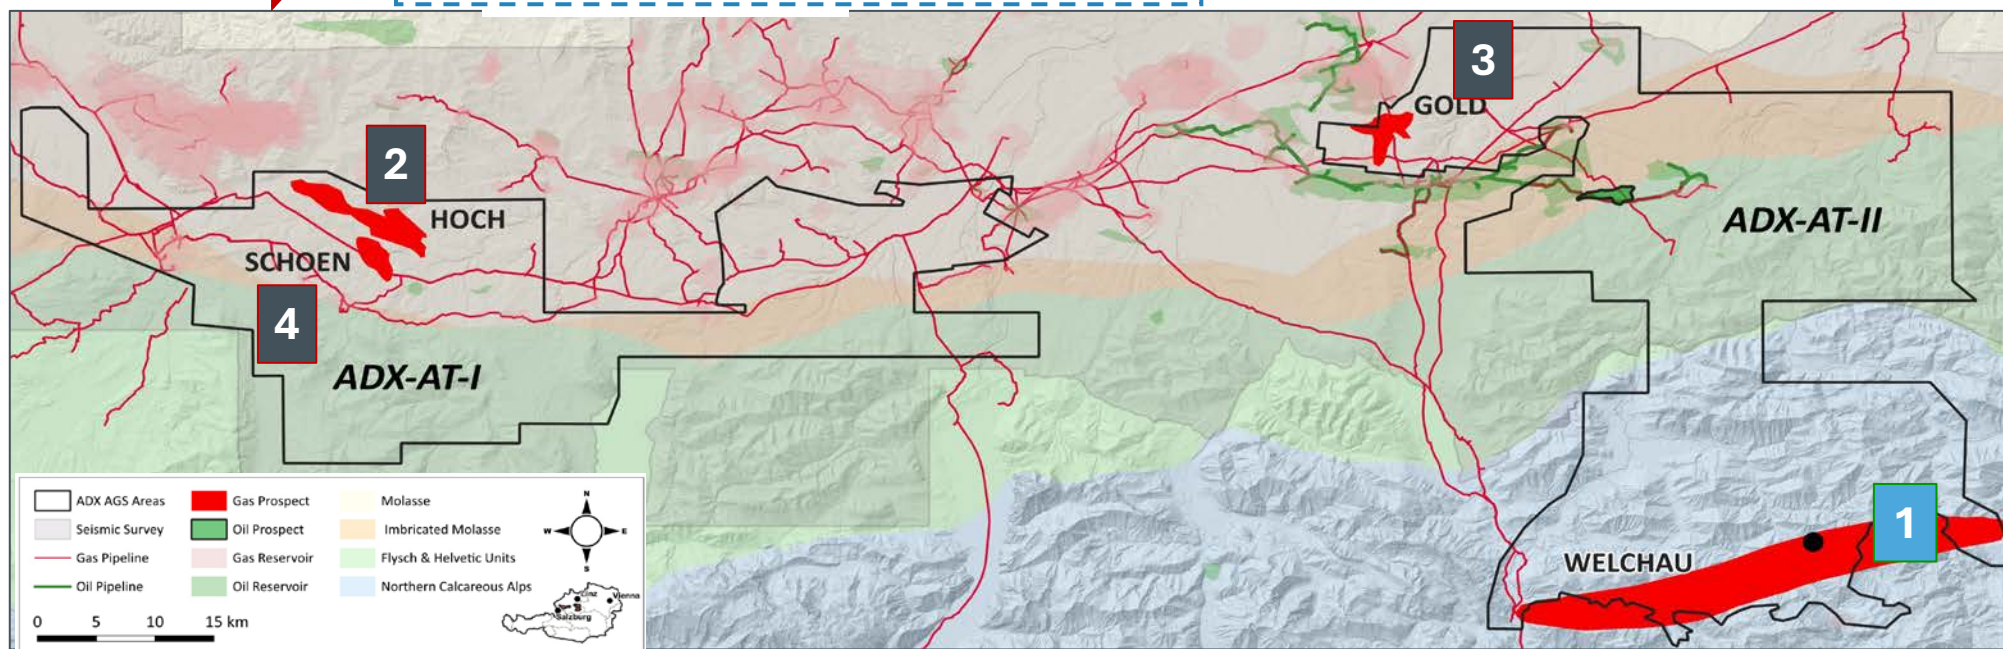 3
GOLD
2
HOCH
SCHOEN
ADX-AT-II
4
ADX-AT-I
1
WELCHAU
ADX AGS Areas
Gas Prospect
Molasse
Seismic Survey
Oil Prospect
Imbricated Molasse
Gas Pipeline
Gas Reservoir
Flysch & Helvetic Units
Oil Pipeline
Oil Reservoir
Northern Calcareous Alps
N
W E
S
0 5 10 15 km
Linz
Vienna
Salzburg